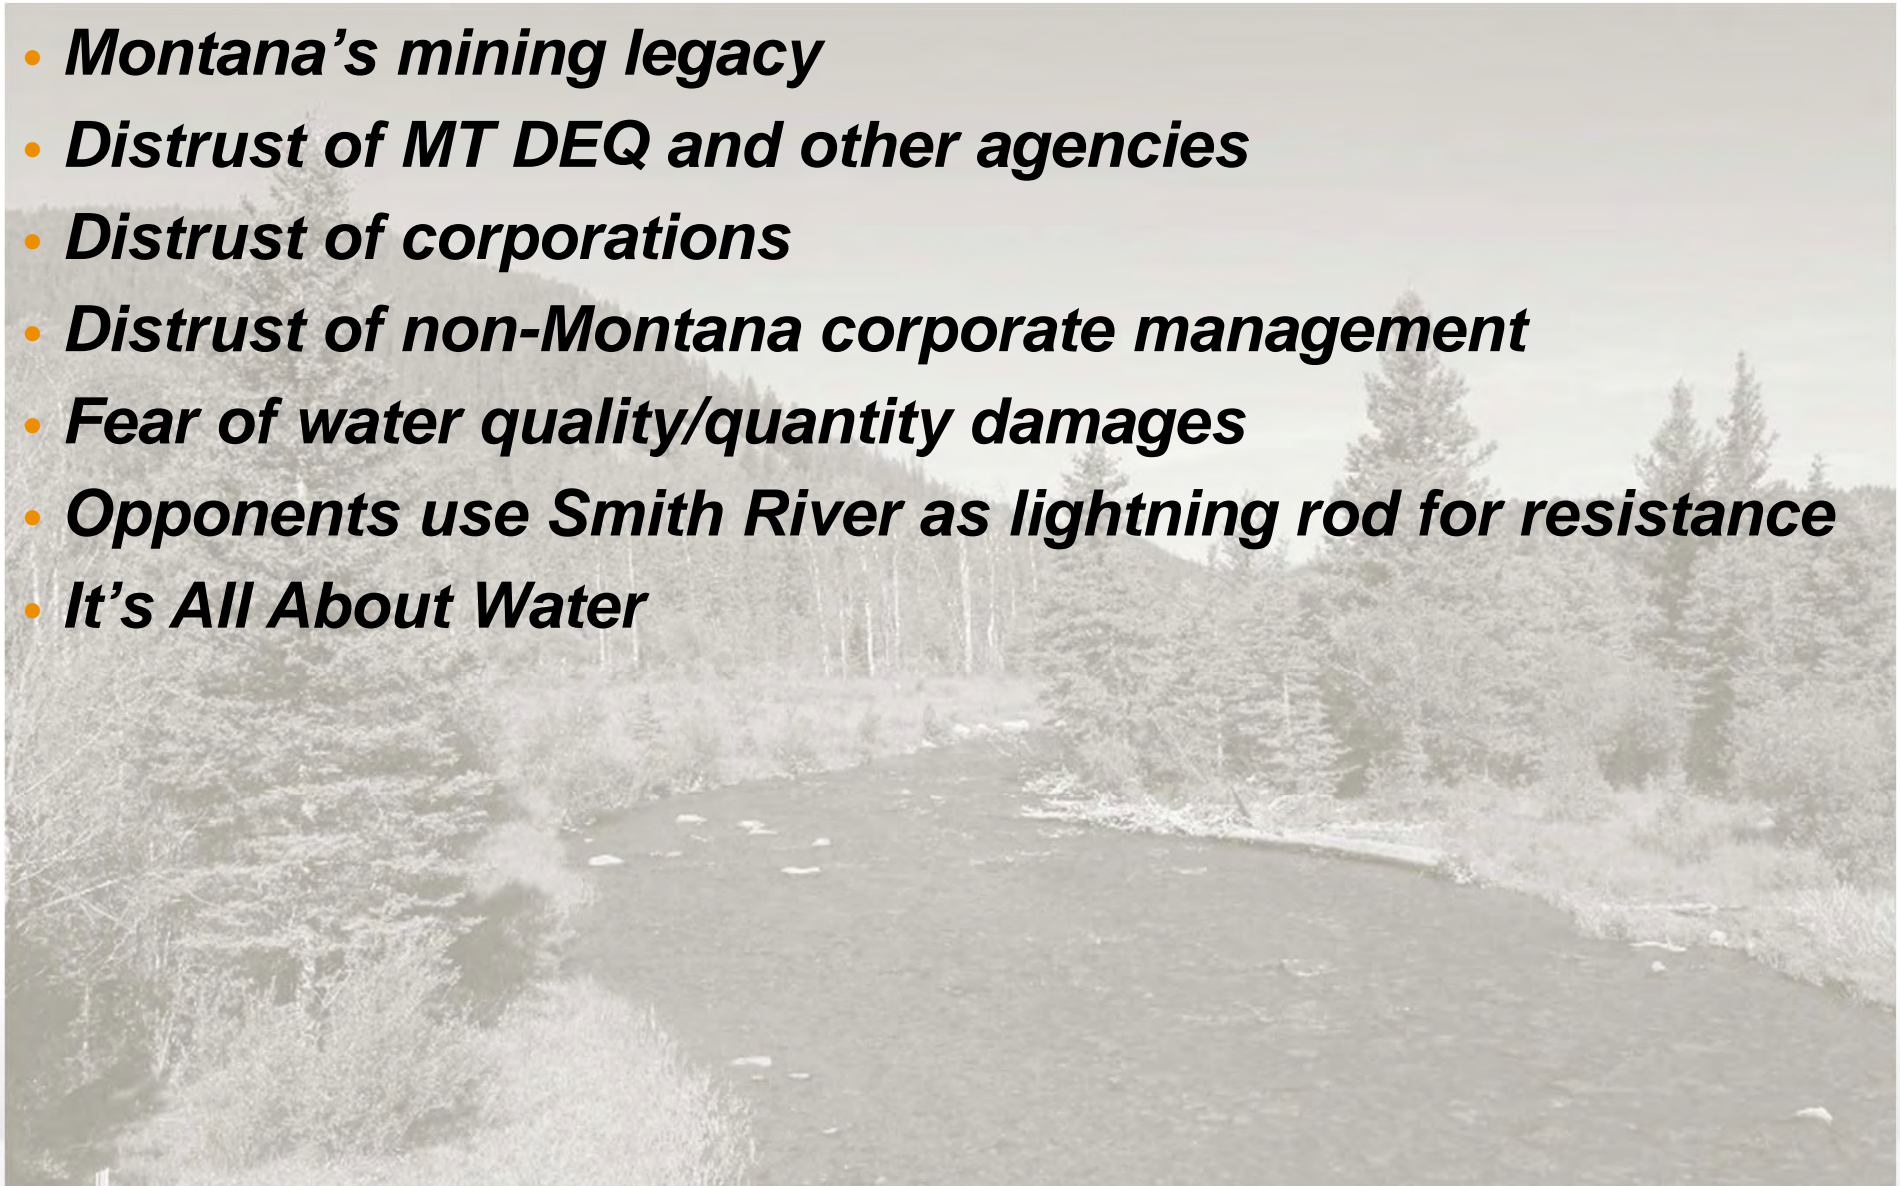 • Montana’s mining legacy
• Distrust of MT DEQ and other agencies
• Distrust of corporations
• Distrust of non-Montana corporate management
• Fear of water quality/quantity damages
• Opponents use Smith River as lightning rod for resistance
• It’s All About Water